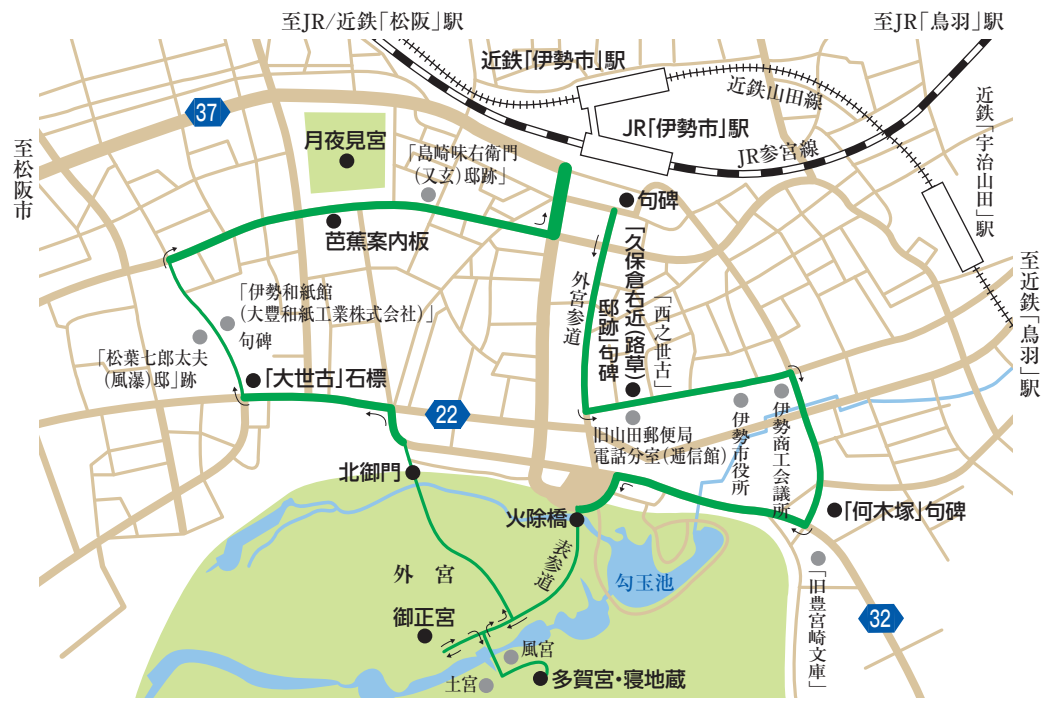 至JR/近鉄「松阪」駅
至JR「鳥羽」駅
近鉄「伊勢市」駅
近鉄山田線
JR「伊勢市」駅
JR参宮線
近鉄「宇治山田」駅
至近鉄「鳥羽」駅
至松阪市
37
月夜見宮
「島崎味右衛門
(又玄)邸跡」
芭蕉案内板
句碑
外宮参道
「久保倉右近(路草)
邸跡」句碑
「西之世古」
「伊勢和紙館
(大豊和紙工業株式会社)」
句碑
「松葉七郎太夫
(風瀑)邸」跡
「大世古」石標
22
旧山田郵便局
電話分室(逓信館)
伊勢市役所
伊勢商工会議所
北御門
火除橋
「何木塚」句碑
表参道
外宮
勾玉池
御正宮
「旧豊宮崎文庫」
32
風宮
土宮
多賀宮・寝地蔵